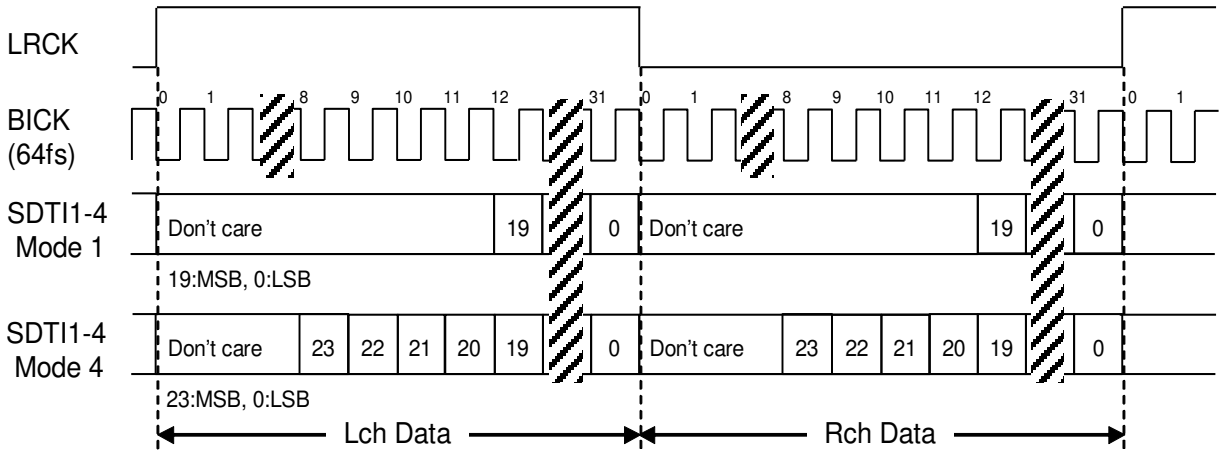 LRCK
BICK
(64fs)
0 1 8 9 10 11 12 31 0 1 8 9 10 11 12 31 0 1
SDTI1-4
Mode 1
Don't care 19 0 Don't care 19 0
19:MSB, 0:LSB
SDTI1-4
Mode 4
Don't care 23 22 21 20 19 0 Don't care 23 22 21 20 19 0
23:MSB, 0:LSB
Lch Data Rch Data